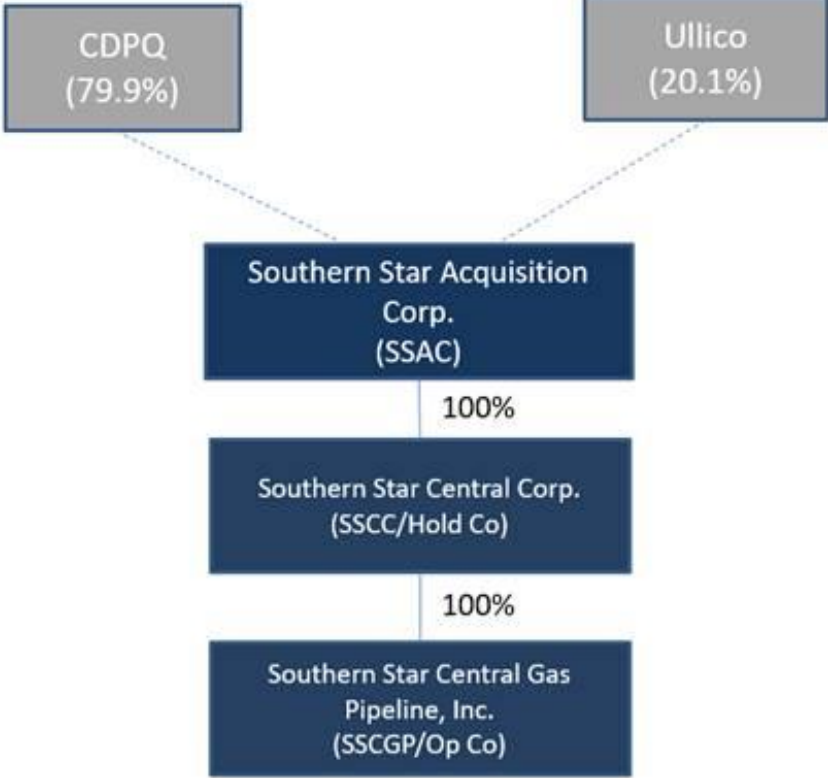 CDPQ
(79.9%)
Ullico
(20.1%)
Southern Star Acquisition
Corp.
(SSAC)
100%
Southern Star Central Corp.
(SSCC/Hold Co)
100%
Southern Star Central Gas
Pipeline, Inc.
(SSCGP/Op Co)